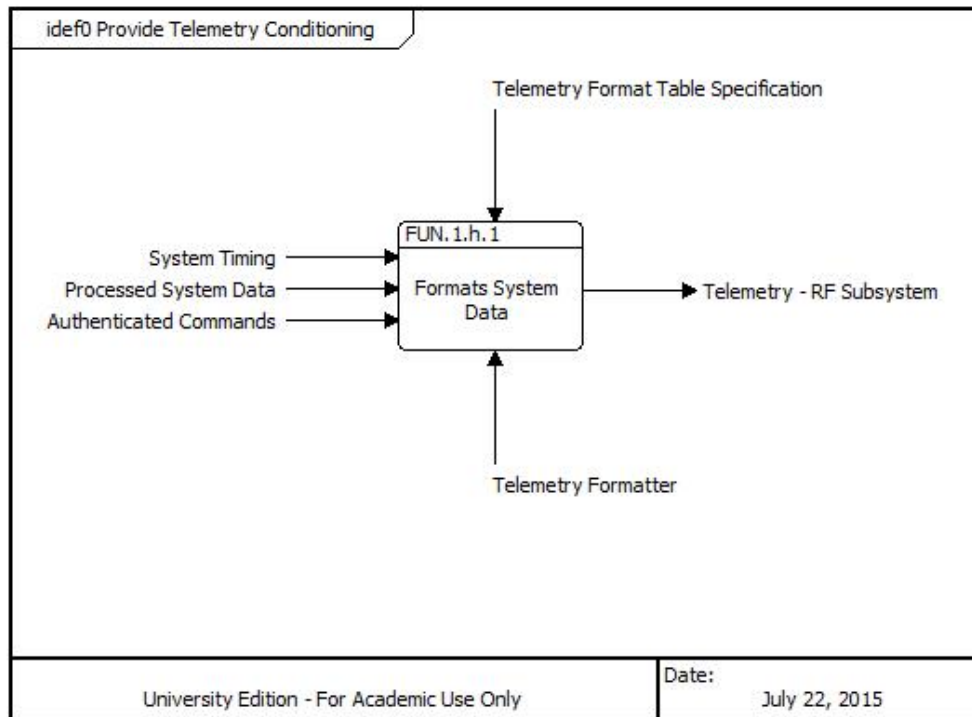 idef0 Provide Telemetry Conditioning
Telemetry Format Table Specification
FUN.1.h.1
System Timing
Processed System Data
Authenticated Commands
Formats System
Data
Telemetry - RF Subsystem
Telemetry Formatter
University Edition - For Academic Use Only
Date:
July 22, 2015